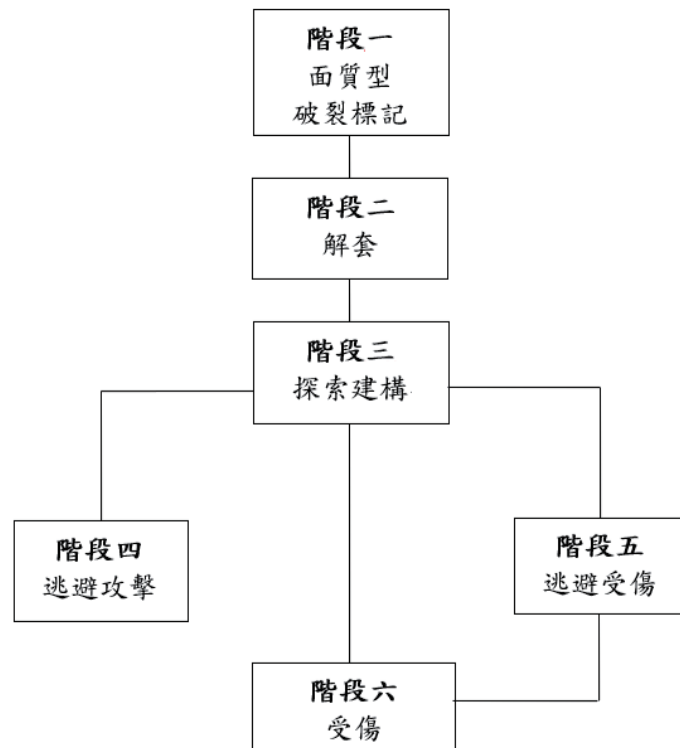 階段一
面質型
破裂標記
階段二
解套
階段三
探索建構
階段四
逃避攻擊
階段五
逃避受傷
階段六
受傷